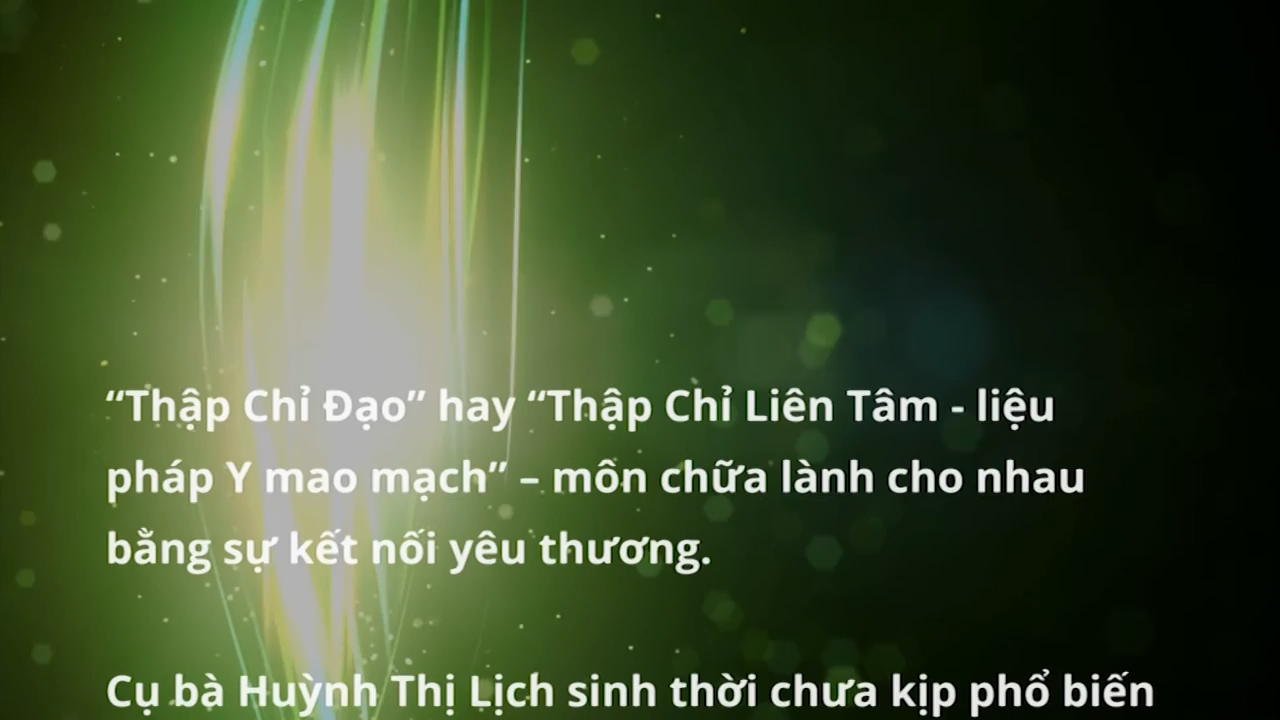 “Thập Chỉ Đạo” hay “Thập Chỉ Liên Tâm - liệu
pháp Y mao mạch” – môn chữa lành cho nhau
bằng sự kết nối yêu thương.
Cụ bà Huỳnh Thị Lịch sinh thời chưa kịp phổ biến